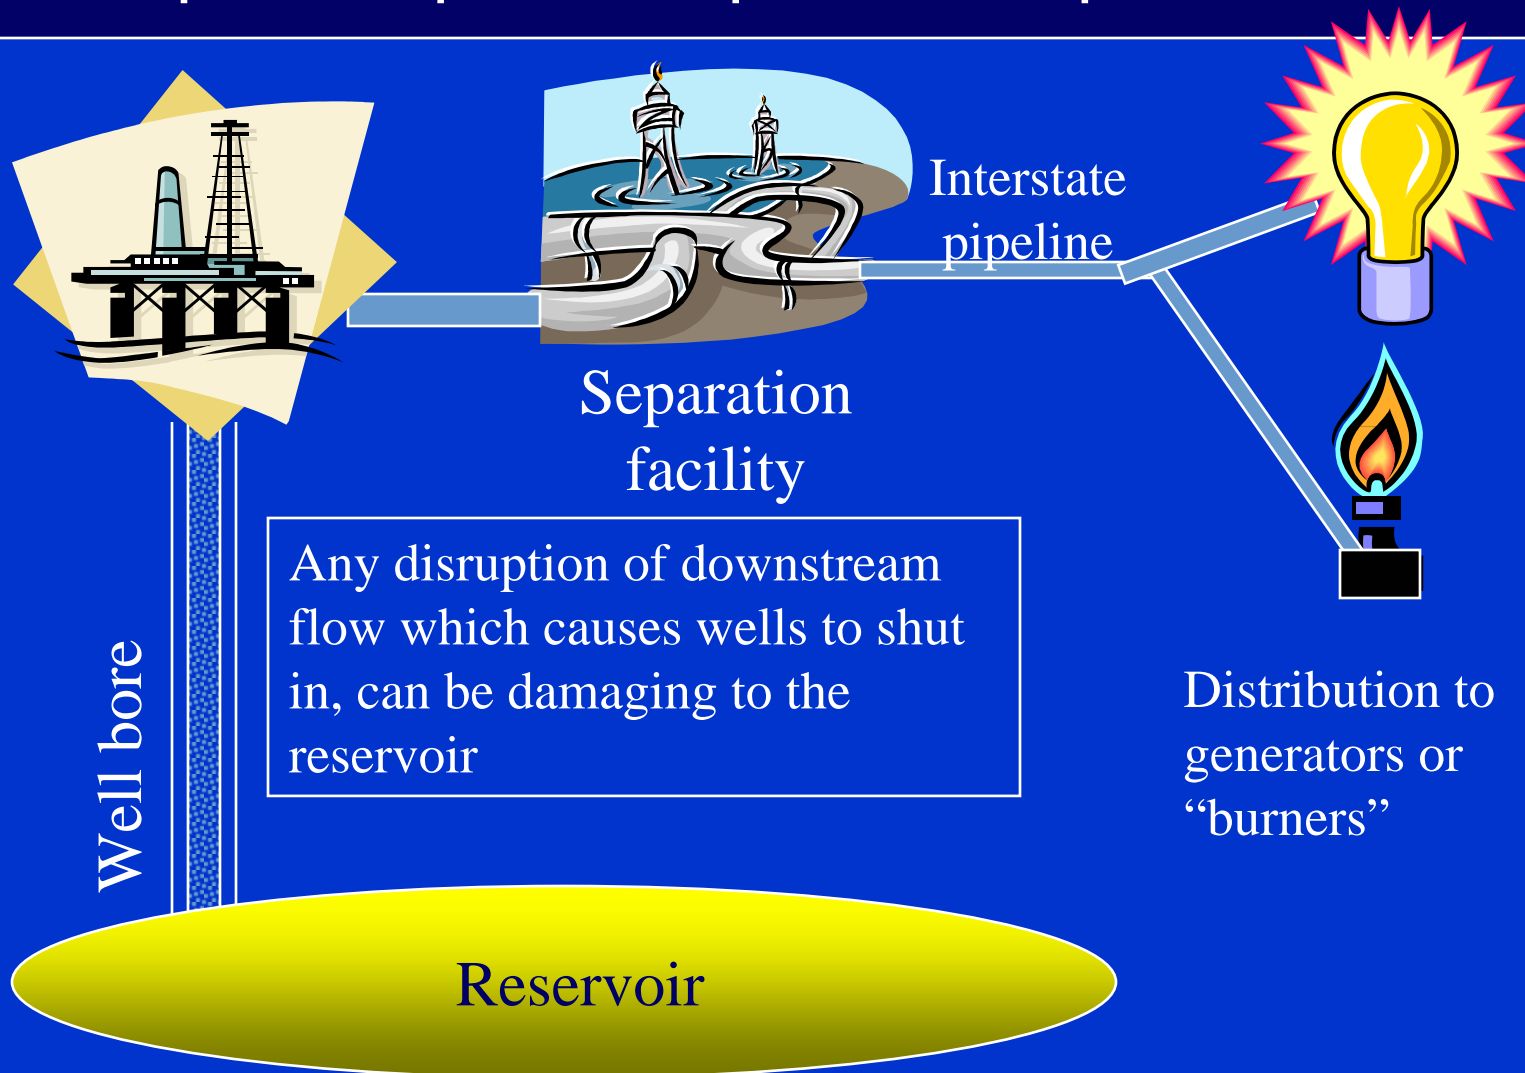 Interstate
pipeline
Separation
facility
Any disruption of downstream
flow which causes wells to shut
in, can be damaging to the
reservoir
Well bore
Distribution to
generators or
“burners”
Reservoir